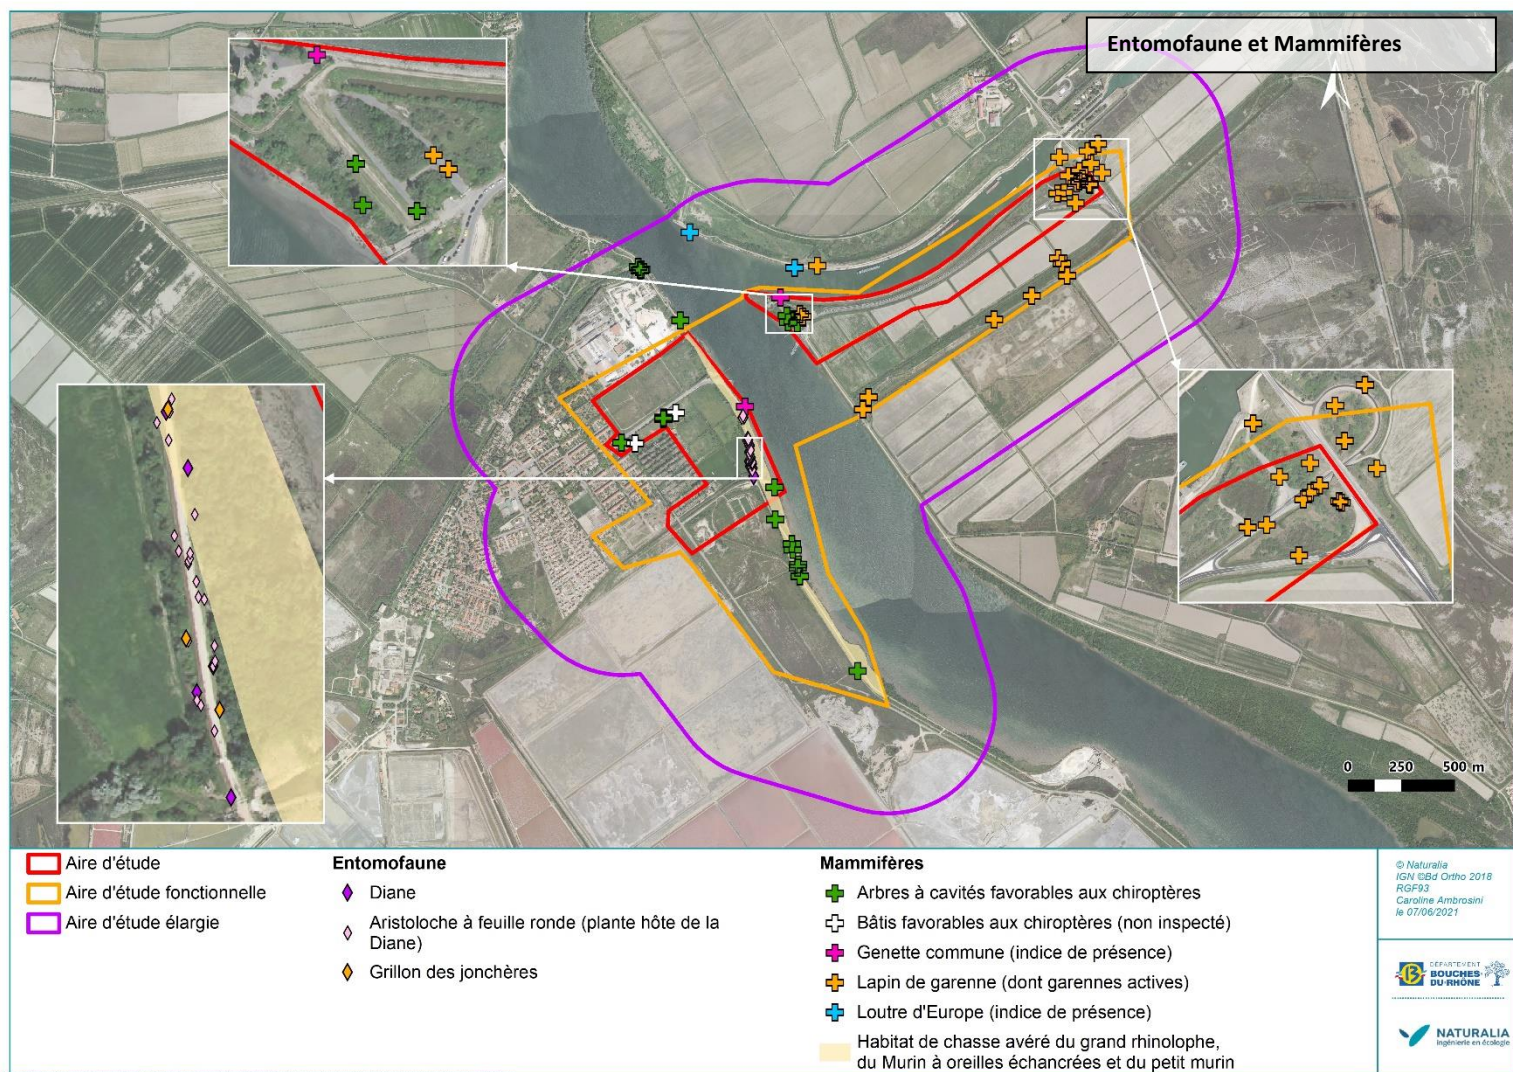 Entomofaune et Mammifères
0 250 500 m
Aire d'étude
Aire d'étude fonctionnelle
Aire d'étude élargie
Entomofaune
Diane
Aristoloche à feuille ronde (plante hôte de la
Diane)
Grillon des jonchères
Mammifères
Arbres à cavités favorables aux chiroptères
Bâtis favorables aux chiroptères (non inspecté)
Genette commune (indice de présence)
Lapin de garenne (dont garennes actives)
Loutre d'Europe (indice de présence)
Habitat de chasse avéré du grand rhinolophe,
du Murin à oreilles échancrées et du petit murin
© Naturalia
IGN ©Bd Ortho 2018
RGF93
Caroline Ambrosini
le 07/06/2021
DÉPARTEMENT
BOUCHES-
DU-RHÔNE
NATURALIA
Ingénierie en écologie